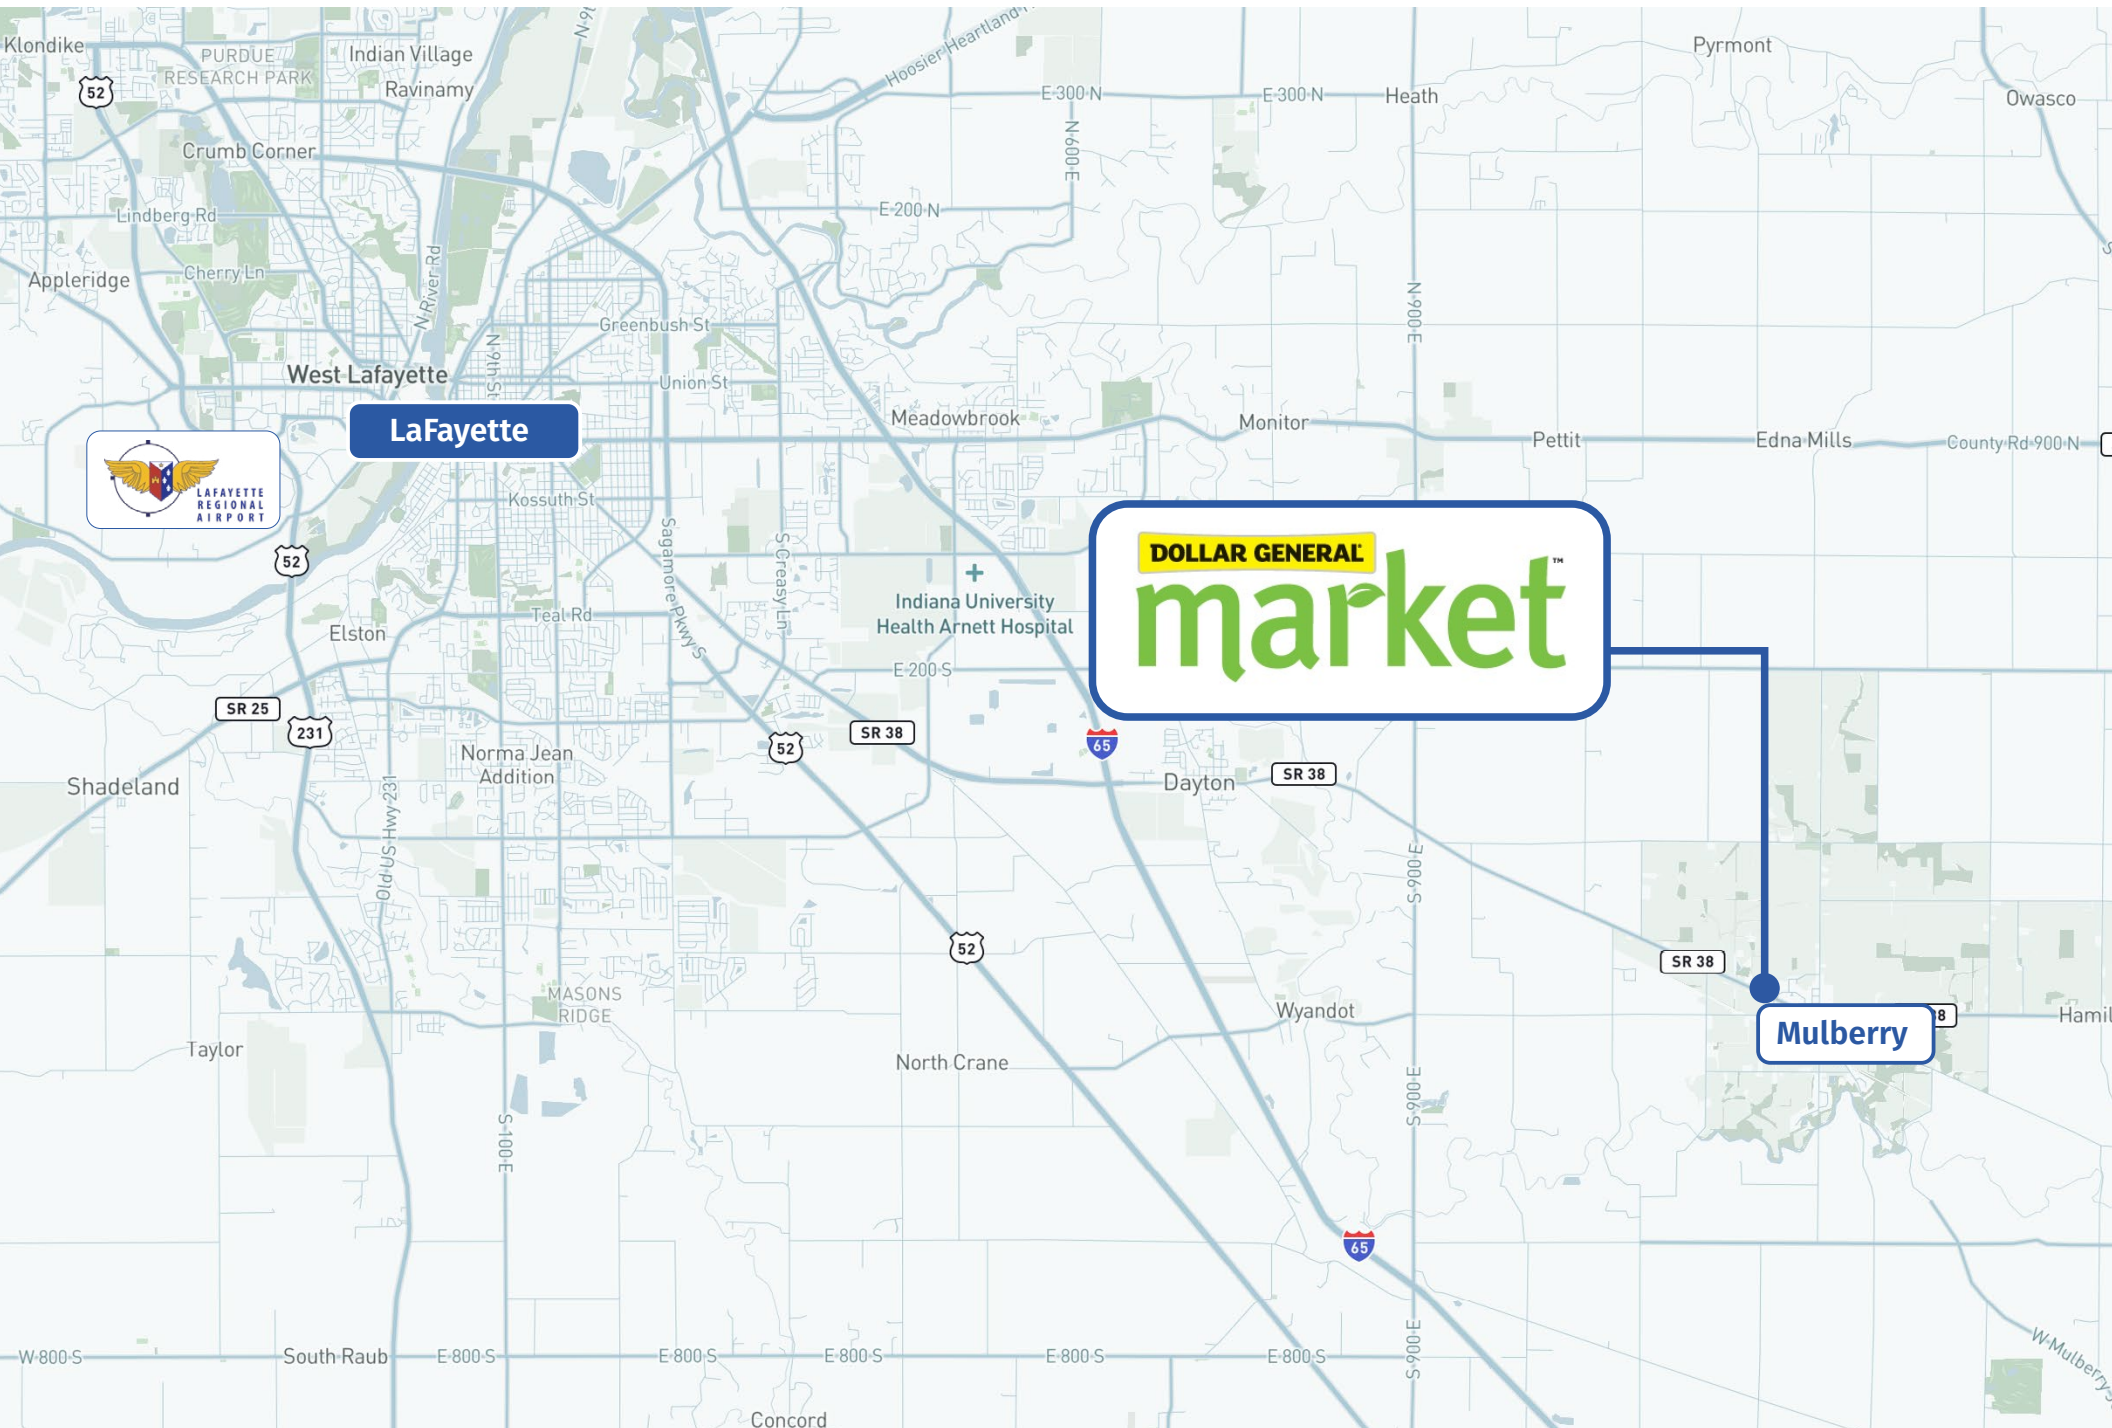 Klondike
PURDUE
RESEARCH PARK
Indian Village
Ravinamy
52
Crumb Corner
Lindberg Rd
Cherry Ln
Appleridge
N River Rd
N 9th St
Hoosier Heartland
E 300 N
E 300 N
Heath
Pyrmont
Owasco
N 600 E
E 200 N
N 900 E
Greenbush St
West Lafayette
Union St
LaFayette
Meadowbrook
Monitor
Pettit
Edna Mills
County Rd 900 N
LAFAYETTE
REGIONAL
AIRPORT
Kossuth St
52
Sagamore Pkwy S
S Creasy Ln
Indiana University
Health Arnett Hospital
DOLLAR GENERAL
market™
Teal Rd
Elston
E 200 S
SR 25
231
SR 38
52
65
Norma Jean
Addition
Shadeland
Dayton
SR 38
Old US Hwy 231
S 900 E
52
SR 38
MASONS
RIDGE
Wyandot
8
Mulberry
Taylor
North Crane
S 100 E
S 900 E
65
S 900 E
W 800 S
South Raub
E 800 S
E 800 S
E 800 S
E 800 S
E 800 S
W Mulberry
Concord